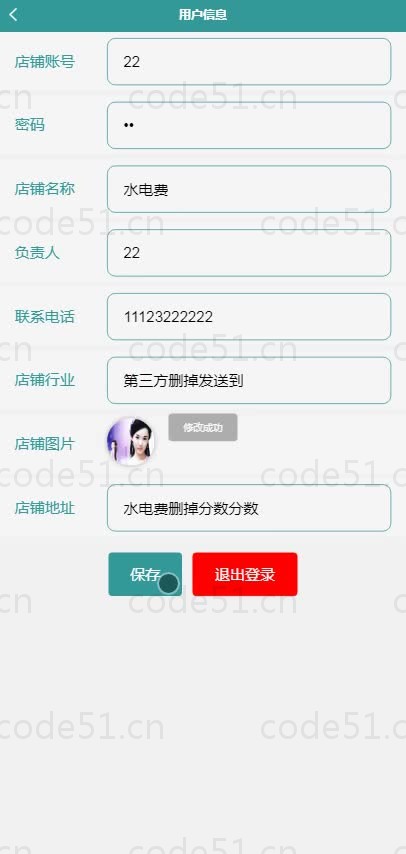 用户信息
code51.cn
店铺账号 22
密码 ••
店铺名称 水电费
code51.cn code51.cn
负责人 22
联系电话 11123222222
code51.cn
店铺行业 第三方删掉发送到
修改成功
店铺图片
code51.cn code51.cn
店铺地址 水电费删掉分数分数
保存 退出登录
code51.cn
code51.cn code51.cn
code51.cn